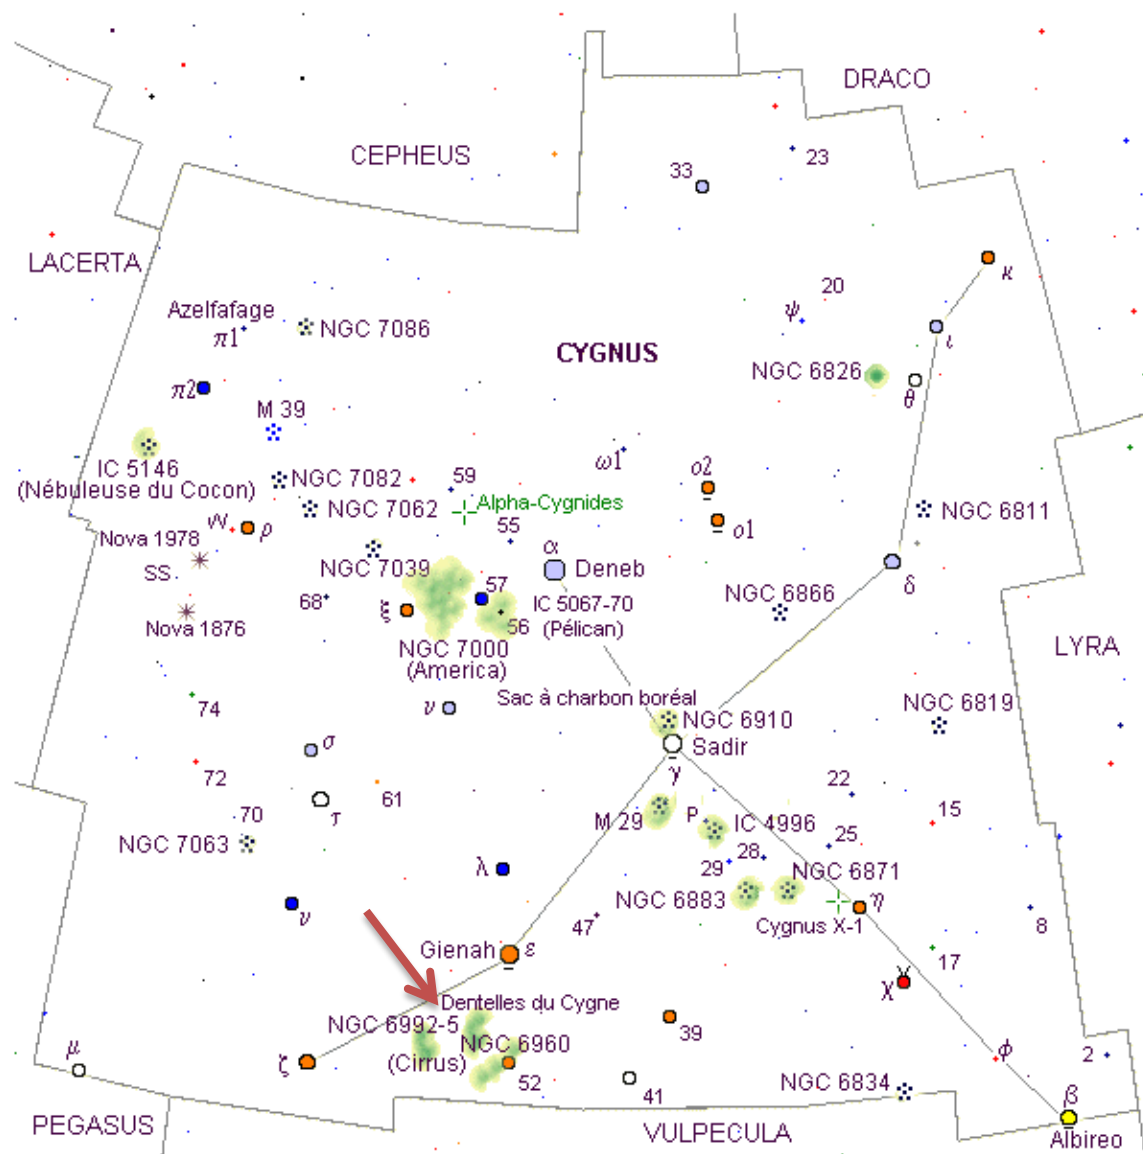 DRACO
CEPHEUS
23
33
LACERTA
κ
20
Azelfafage
ψ
π1
NGC 7086
ι
CYGNUS
NGC 6826
π2
θ
M 39
ω1
IC 5146
(Nébuleuse du Cocon)
NGC 7082
59
ο2
Alpha-Cygnides
NGC 7062
NGC 6811
W
ρ
55
ο1
Nova 1978
α
NGC 7039
Deneb
SS
57
δ
68
ξ
IC 5067-70
(Pélican)
NGC 6866
56
Nova 1876
NGC 7000
(America)
LYRA
Sac à charbon boréal
74
ν
NGC 6910
NGC 6819
σ
Sadir
72
γ
61
22
τ
15
70
M 29
P
IC 4996
NGC 7063
25
28
λ
29
NGC 6871
NGC 6883
η
ν
47
Cygnus X-1
8
Gienah
ε
17
χ
Dentelles du Cygne
NGC 6992-5
(Cirrus)
39
NGC 6960
μ
ζ
φ
2
52
41
NGC 6834
β
PEGASUS
VULPECULA
Albireo